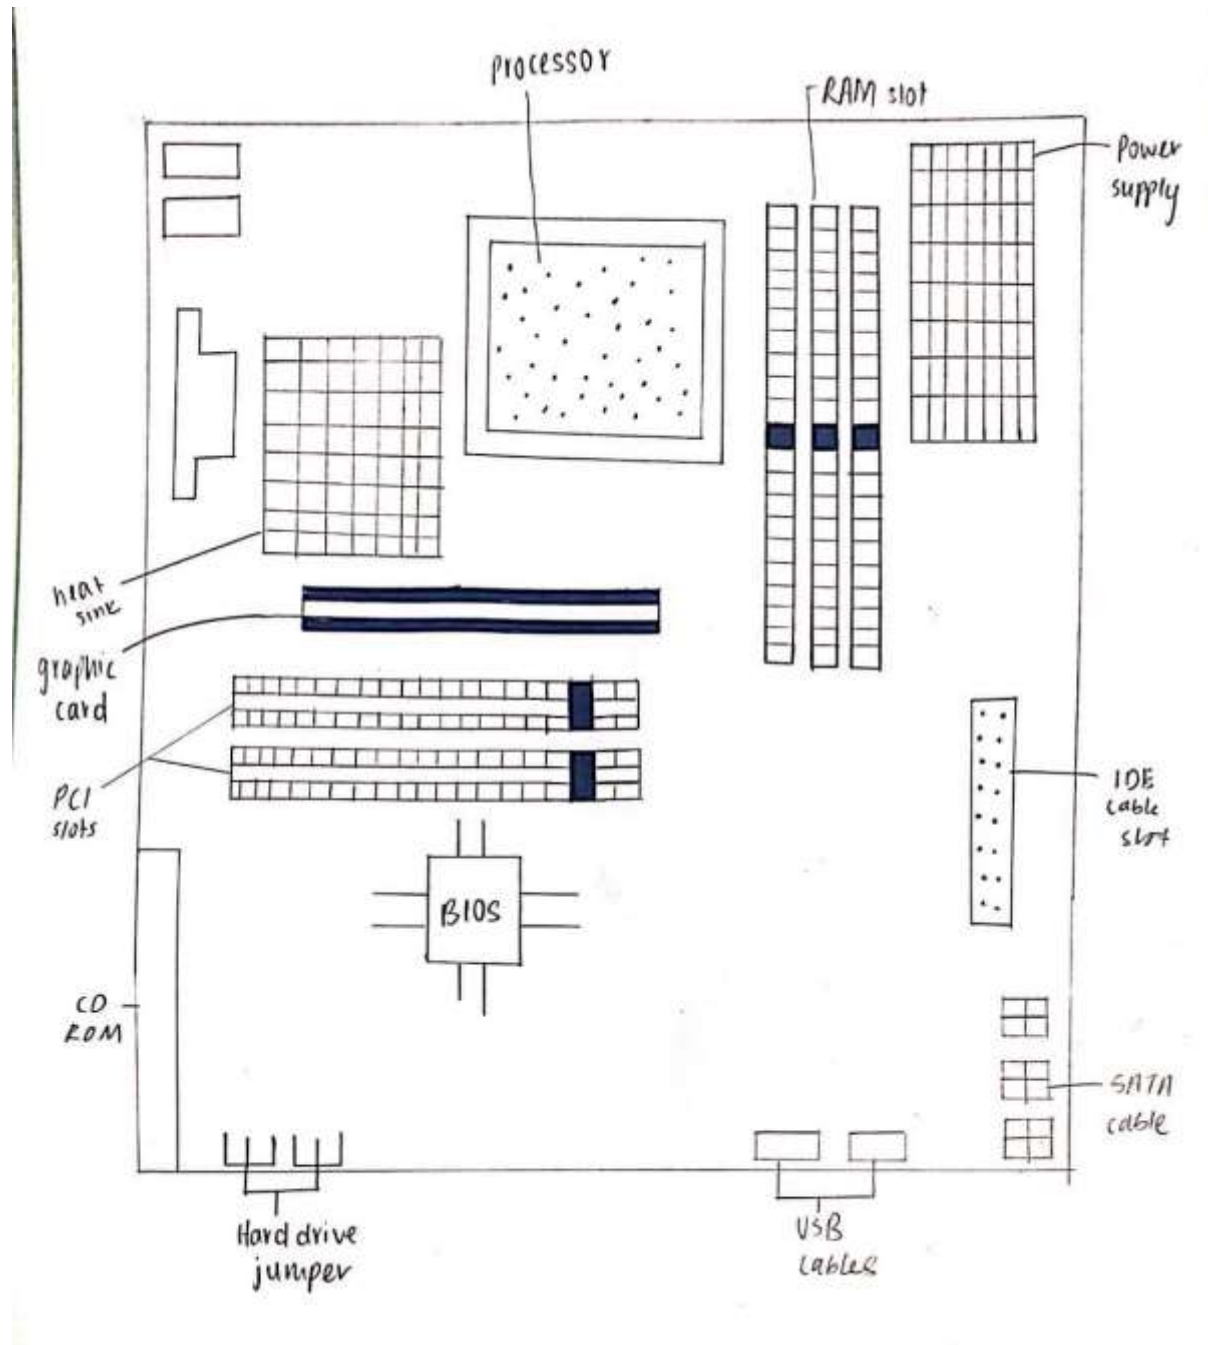 Processor
RAM slot
Power
supply
heat
sink
graphic
card
PCI
slots
IDE
cable
slot
BIOS
CD
ROM
SATA
cable
Hard drive
jumper
USB
cables